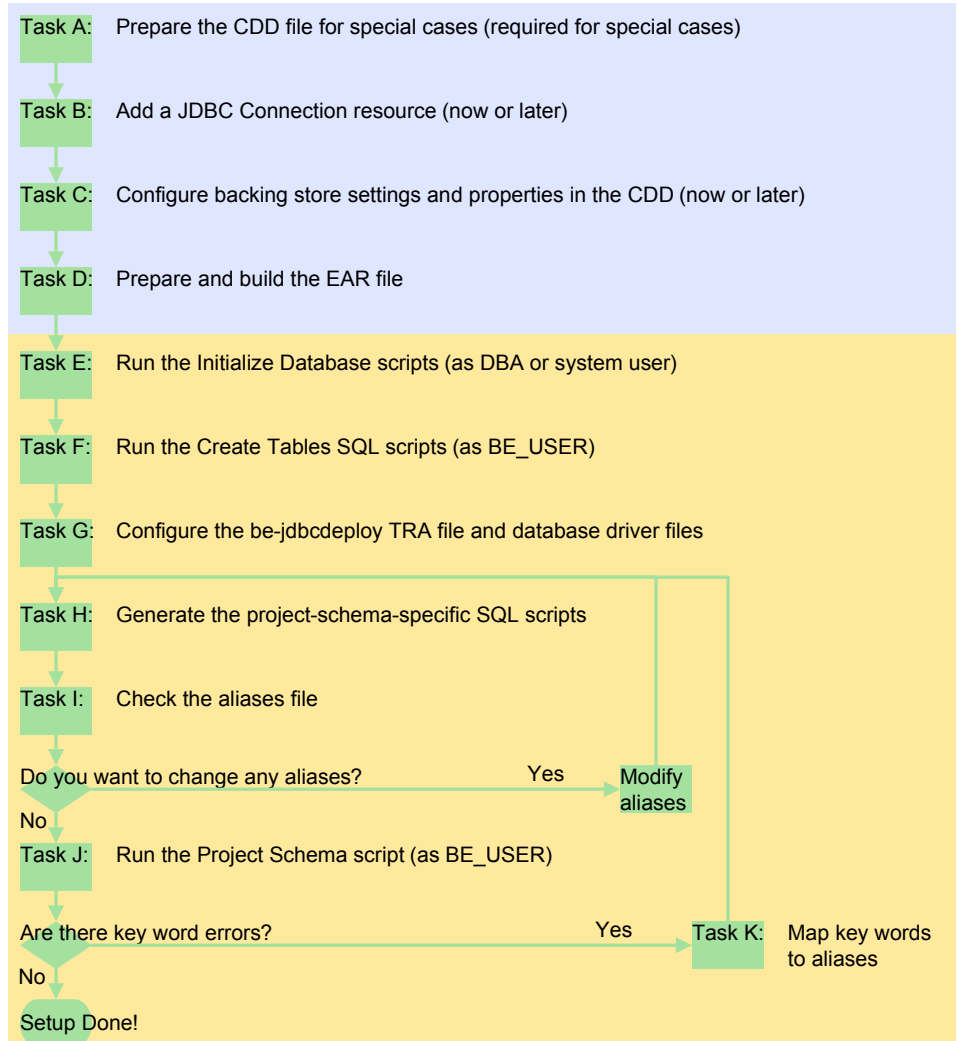 Task A: Prepare the CDD file for special cases (required for special cases)
Task B: Add a JDBC Connection resource (now or later)
Task C: Configure backing store settings and properties in the CDD (now or later)
Task D: Prepare and build the EAR file
Task E: Run the Initialize Database scripts (as DBA or system user)
Task F: Run the Create Tables SQL scripts (as BE_USER)
Task G: Configure the be-jdbcdeploy TRA file and database driver files
Task H: Generate the project-schema-specific SQL scripts
Task I: Check the aliases file
Do you want to change any aliases? Yes
Modify
aliases
No
Task J: Run the Project Schema script (as BE_USER)
Are there key word errors? Yes
Task K: Map key words
to aliases
No
Setup Done!